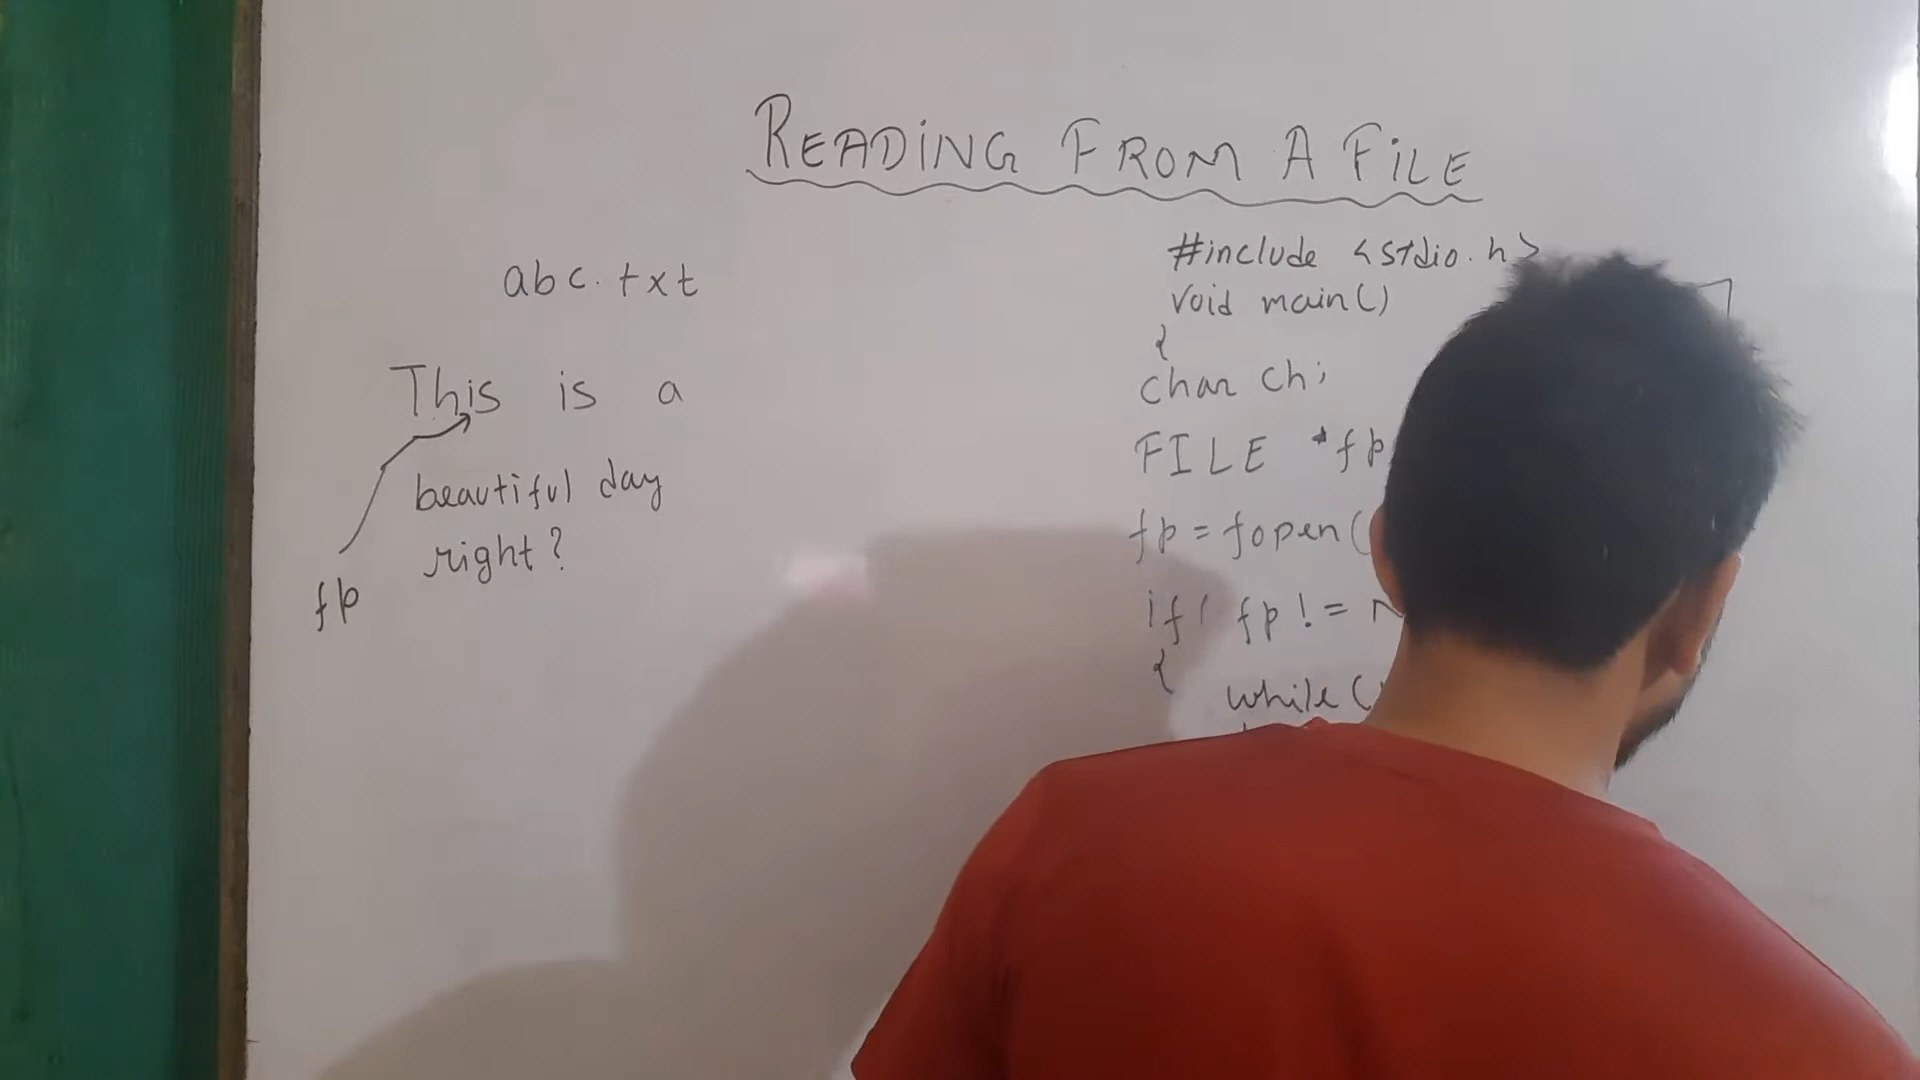 READING FROM A FILE
abc.txt
This is a
beautiful day
right?
fp
#include <stdio.h>
void main()
{
char ch;
FILE *fp
fp = fopen(
if( fp !=
{
while(